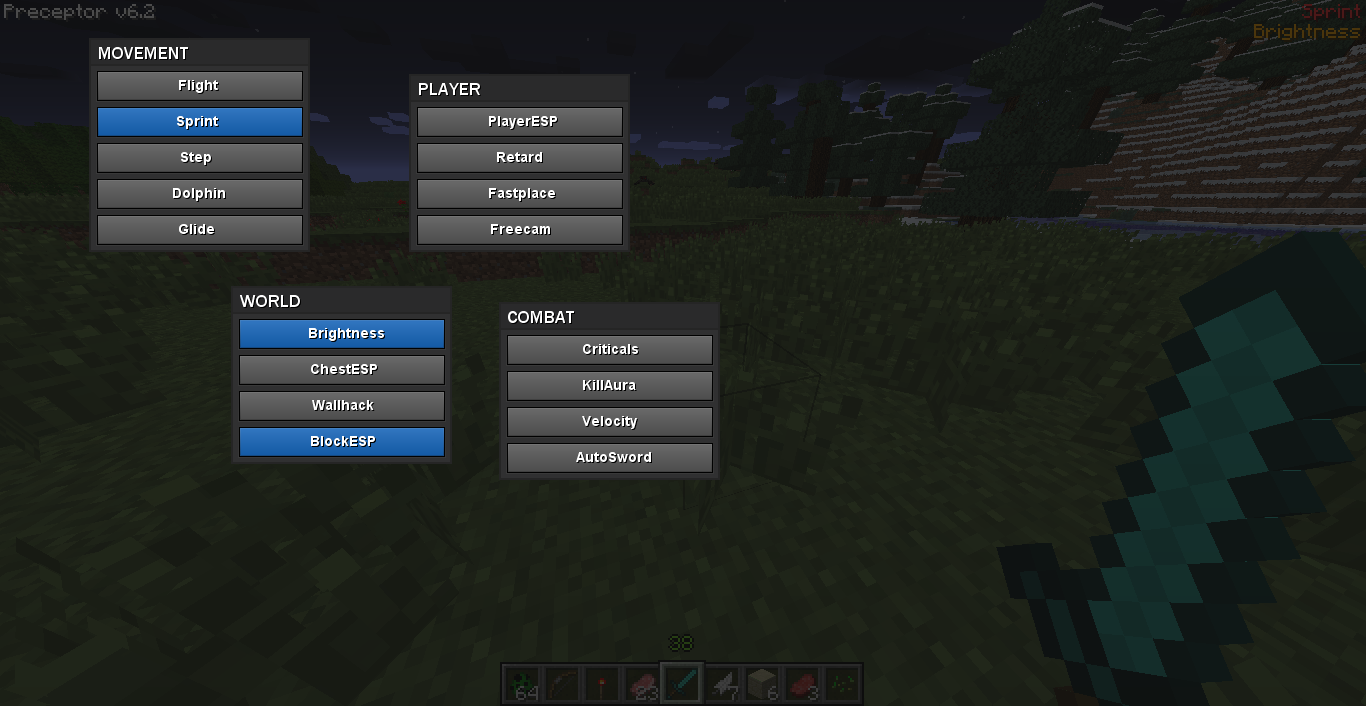 Preceptor v6.2
Sprint
Brightness
MOVEMENT
Flight
Sprint
Step
Dolphin
Glide
PLAYER
PlayerESP
Retard
Fastplace
Freecam
WORLD
Brightness
ChestESP
Wallhack
BlockESP
COMBAT
Criticals
KillAura
Velocity
AutoSword
38
64
23
7
6
3